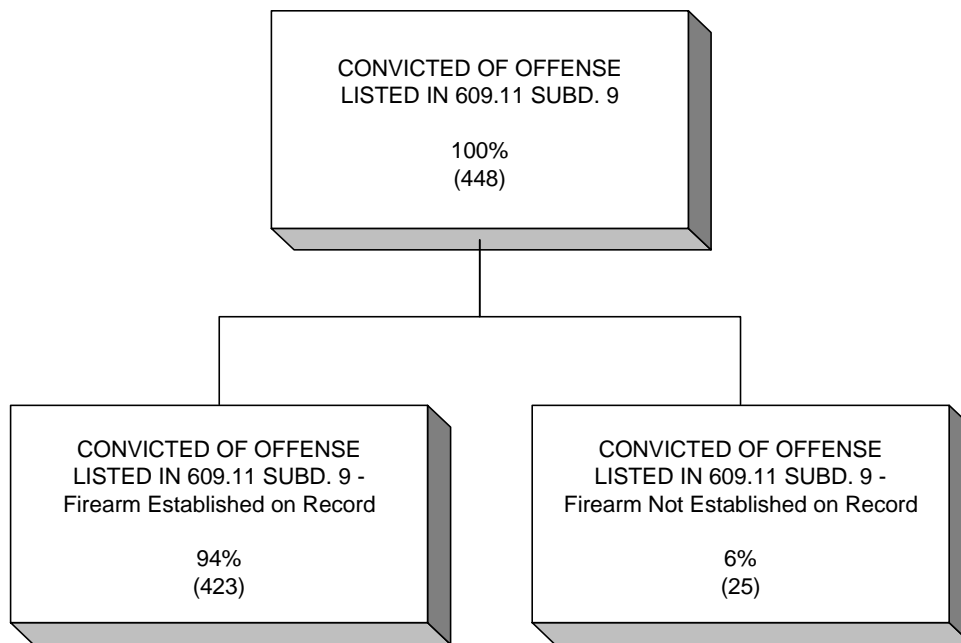 CONVICTED OF OFFENSE
LISTED IN 609.11 SUBD. 9
100%
(448)
CONVICTED OF OFFENSE
LISTED IN 609.11 SUBD. 9 -
Firearm Established on Record
94%
(423)
CONVICTED OF OFFENSE
LISTED IN 609.11 SUBD. 9 -
Firearm Not Established on Record
6%
(25)